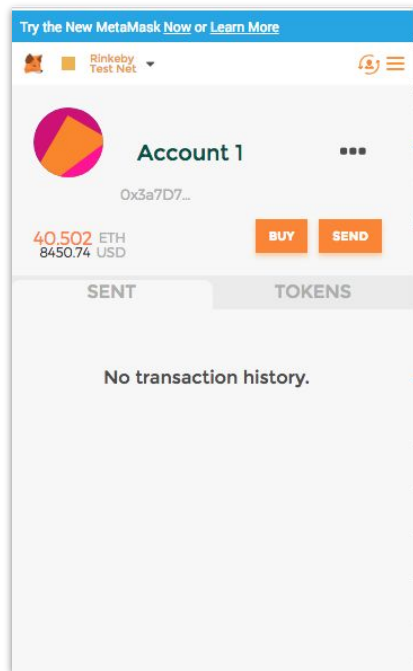 Try the New MetaMask Now or Learn More
Rinkeby
Test Net
Account 1
0x3a7D7...
40.502 ETH
8450.74 USD
BUY SEND
SENT TOKENS
No transaction history.